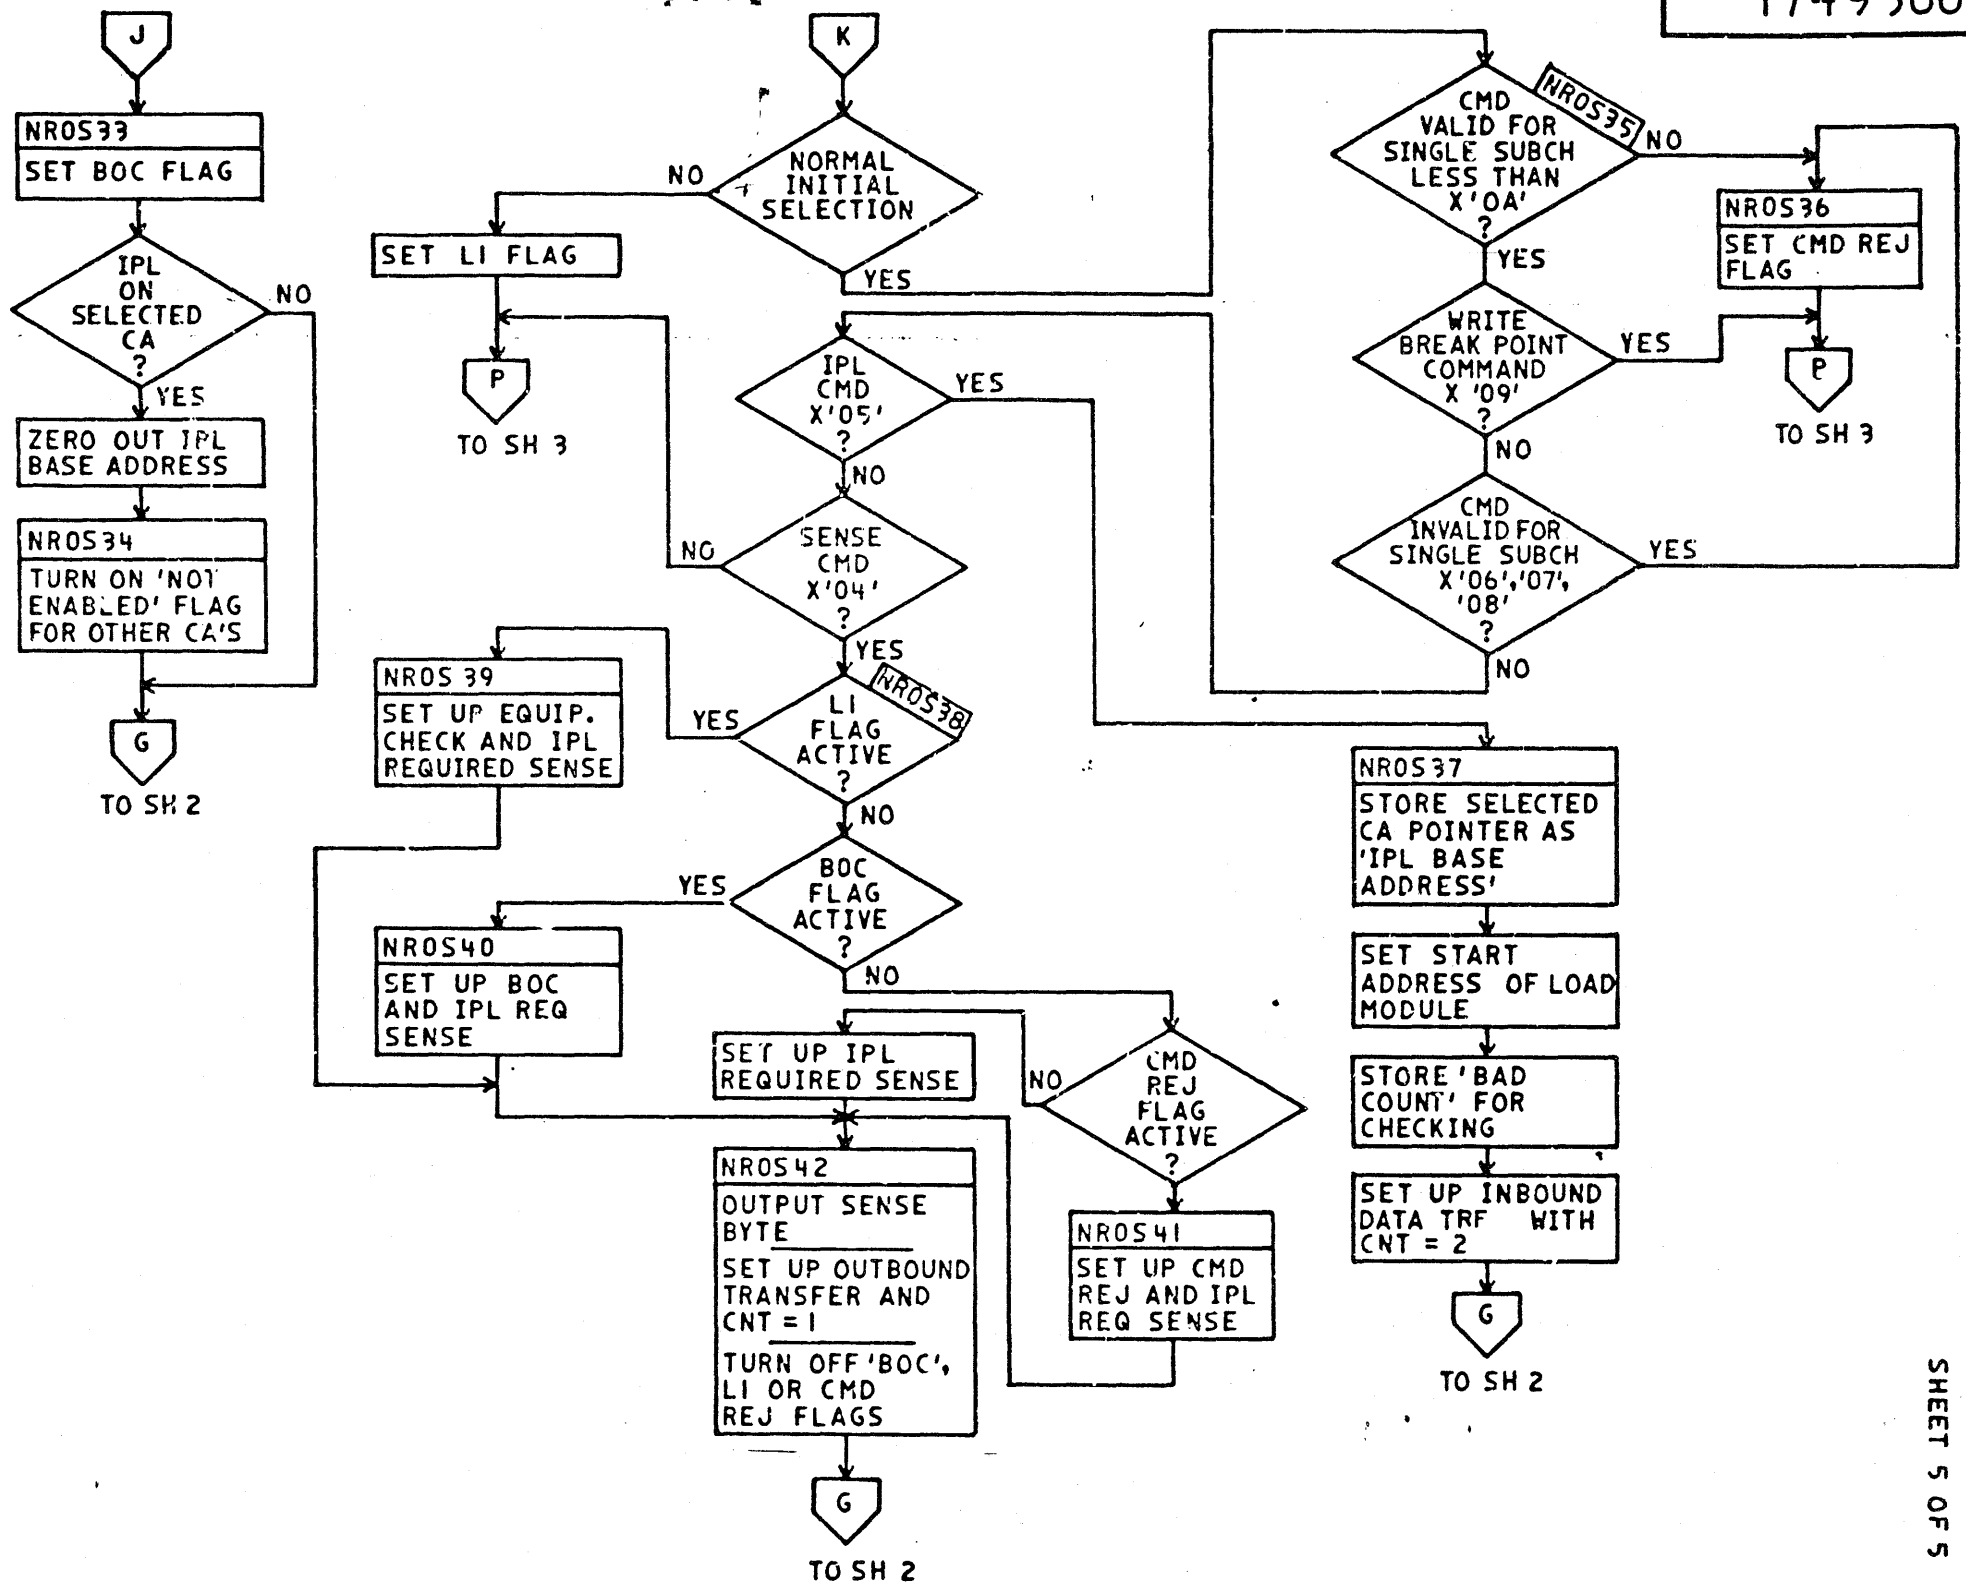 J
NROS33
SET BOC FLAG
IPL
ON
SELECTED
CA
?
NO
YES
ZERO OUT IPL
BASE ADDRESS
NROS34
TURN ON 'NOT
ENABLED' FLAG
FOR OTHER CA'S
G
TO SH 2
K
NORMAL
INITIAL
SELECTION
NO
YES
SET LI FLAG
P
TO SH 3
IPL
CMD
X'05'
?
YES
NO
SENSE
CMD
X'04'
?
NO
YES
NROS38
LI
FLAG
ACTIVE
?
YES
NO
NROS39
SET UP EQUIP.
CHECK AND IPL
REQUIRED SENSE
BOC
FLAG
ACTIVE
?
YES
NO
NROS40
SET UP BOC
AND IPL REQ
SENSE
SET UP IPL
REQUIRED SENSE
CMD
REJ
FLAG
ACTIVE
?
NO
NROS41
SET UP CMD
REJ AND IPL
REQ SENSE
NROS42
OUTPUT SENSE
BYTE
SET UP OUTBOUND
TRANSFER AND
CNT = 1
TURN OFF 'BOC',
LI OR CMD
REJ FLAGS
G
TO SH 2
NROS35
CMD
VALID FOR
SINGLE SUBCH
LESS THAN
X'0A'
?
NO
YES
NROS36
SET CMD REJ
FLAG
WRITE
BREAK POINT
COMMAND
X '09'
?
YES
NO
P
TO SH 3
CMD
INVALID FOR
SINGLE SUBCH
X'06','07',
'08'
?
YES
NO
NROS37
STORE SELECTED
CA POINTER AS
'IPL BASE
ADDRESS'
SET START
ADDRESS OF LOAD
MODULE
STORE 'BAD
COUNT' FOR
CHECKING
SET UP INBOUND
DATA TRF WITH
CNT = 2
G
TO SH 2
SHEET 5 OF 5